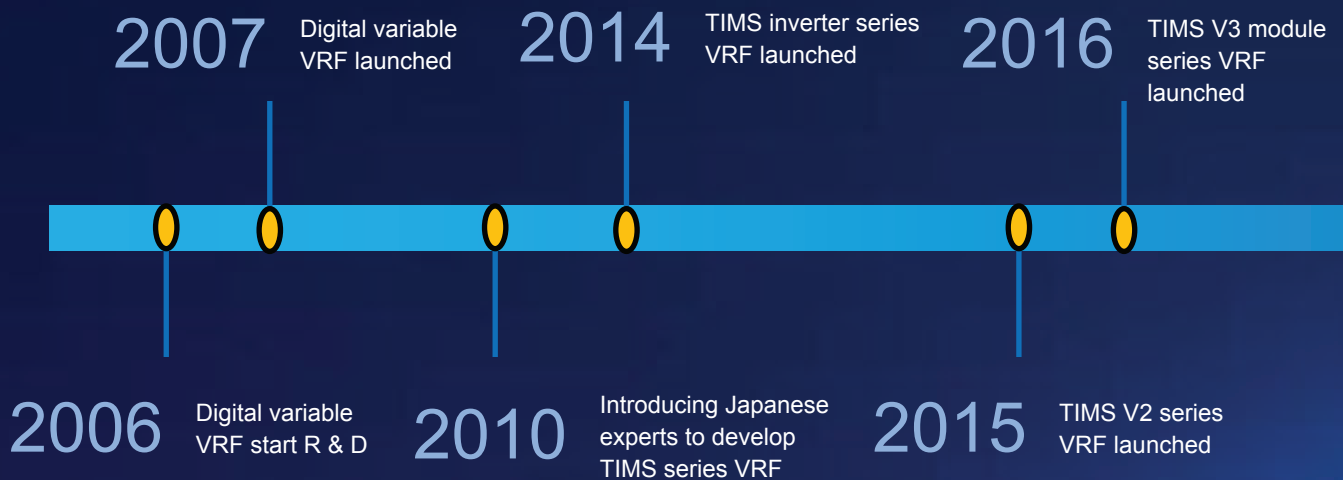 2007
Digital variable
VRF launched
2014
TIMS inverter series
VRF launched
2016
TIMS V3 module
series VRF
launched
2006
Digital variable
VRF start R & D
2010
Introducing Japanese
experts to develop
TIMS series VRF
2015
TIMS V2 series
VRF launched